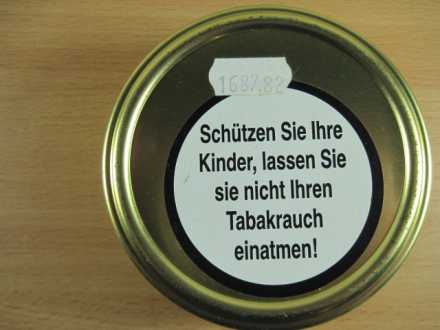 1687.82
Schützen Sie Ihre
Kinder, lassen Sie
sie nicht Ihren
Tabakrauch
einatmen!